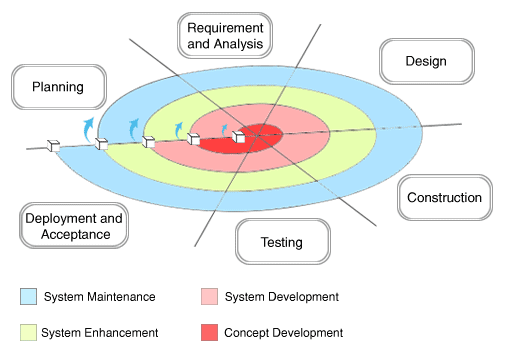 Requirement
and Analysis
Design
Planning
Construction
Deployment and
Acceptance
Testing
System Maintenance
System Development
System Enhancement
Concept Development